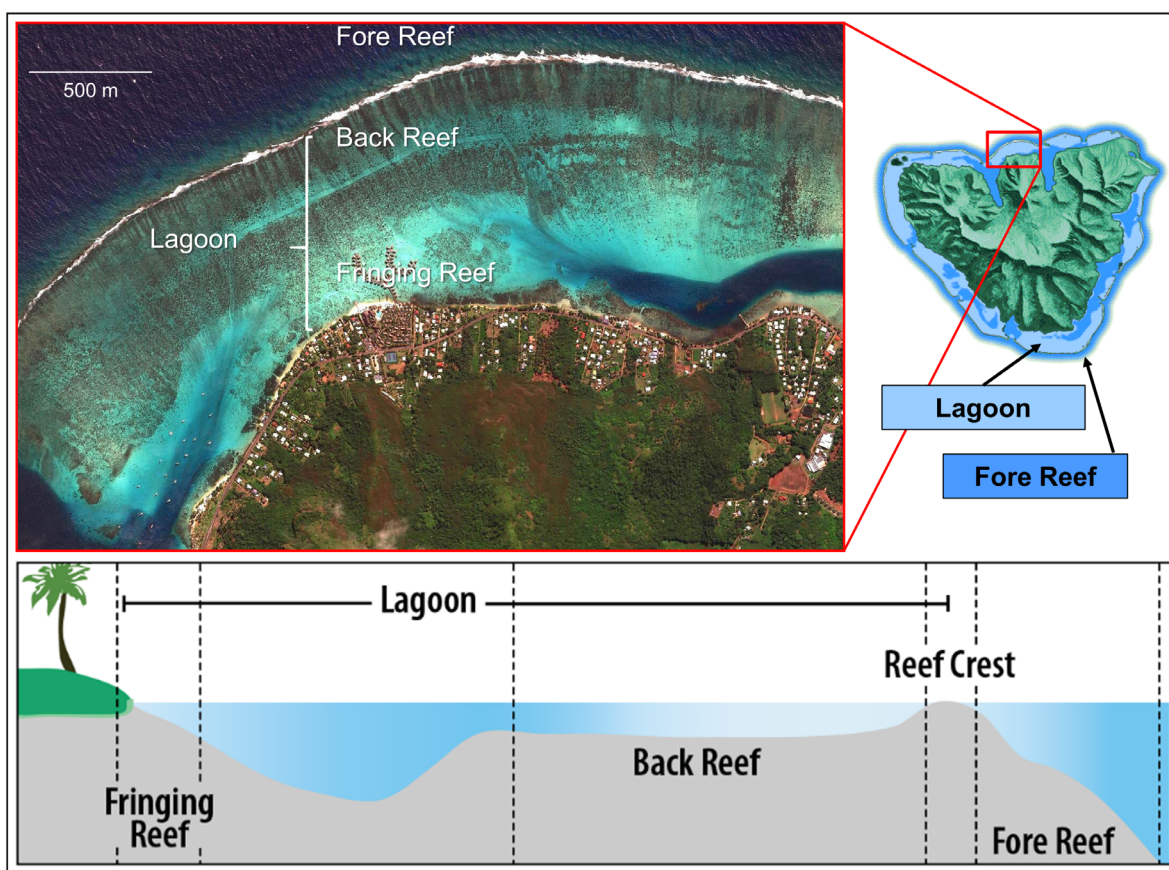 Fore Reef
500 m
Back Reef
Lagoon
Fringing Reef
Lagoon
Fore Reef
Lagoon
Reef Crest
Back Reef
Fringing
Reef
Fore Reef